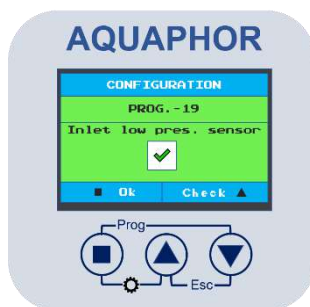 AQUAPHOR
CONFIGURATION
PROG.-19
Inlet low pres. sensor
■ Ok Check ▲
Prog
Esc